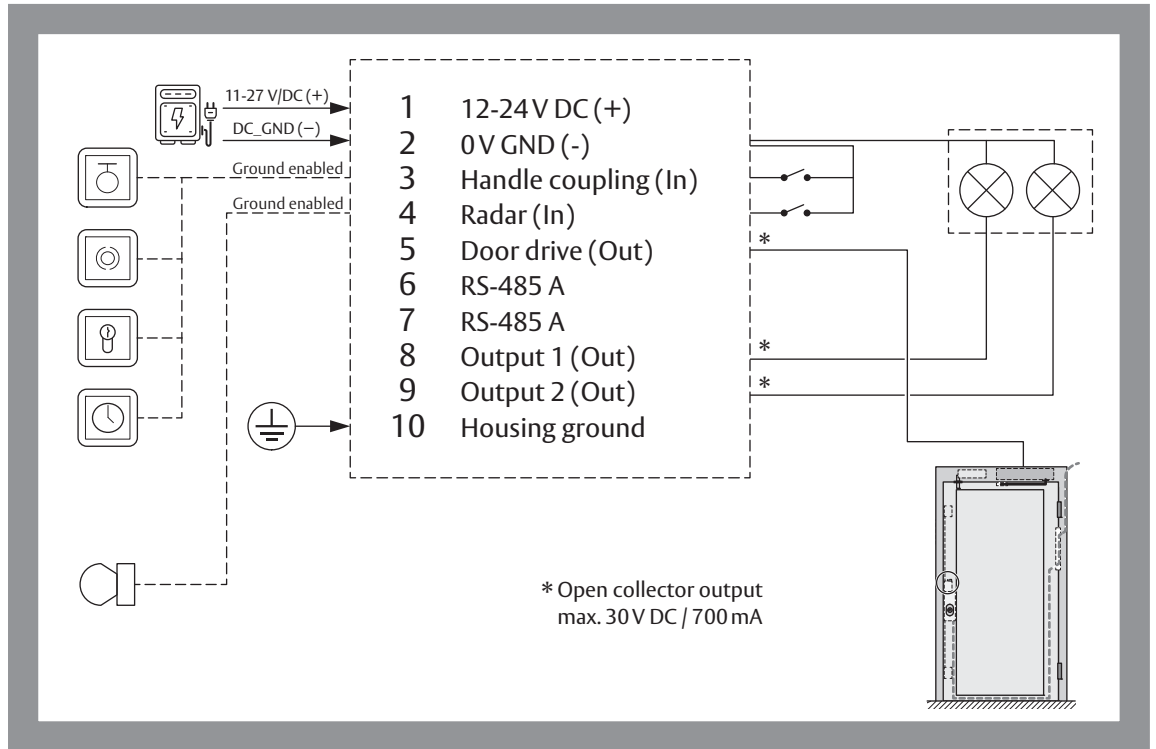 11-27 V/DC (+)
DC_GND (−)
Ground enabled
Ground enabled
1 12-24 V DC (+)
2 0 V GND (-)
3 Handle coupling (In)
4 Radar (In)
5 Door drive (Out)
6 RS-485 A
7 RS-485 A
8 Output 1 (Out)
9 Output 2 (Out)
10 Housing ground
*
*
*
* Open collector output
max. 30 V DC / 700 mA